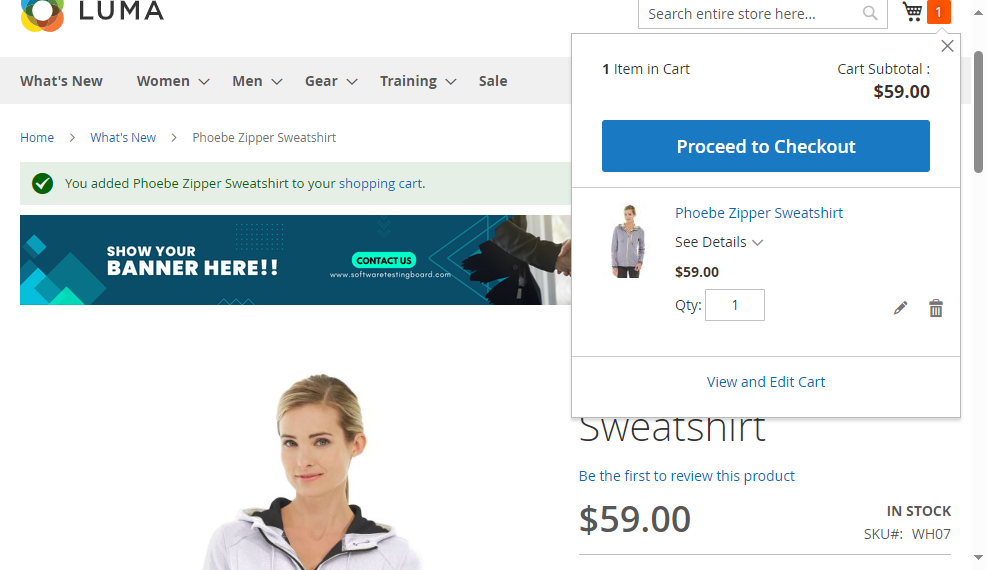 LUMA
Search entire store here...
1
What's New
Women
Men
Gear
Training
Sale
1 Item in Cart
Cart Subtotal :
$59.00
Proceed to Checkout
Home
What's New
Phoebe Zipper Sweatshirt
You added Phoebe Zipper Sweatshirt to your shopping cart.
SHOW YOUR
BANNER HERE!!
CONTACT US
www.softwaretestingboard.com
Phoebe Zipper Sweatshirt
See Details
$59.00
Qty: 1
View and Edit Cart
Sweatshirt
Be the first to review this product
$59.00
IN STOCK
SKU#: WH07